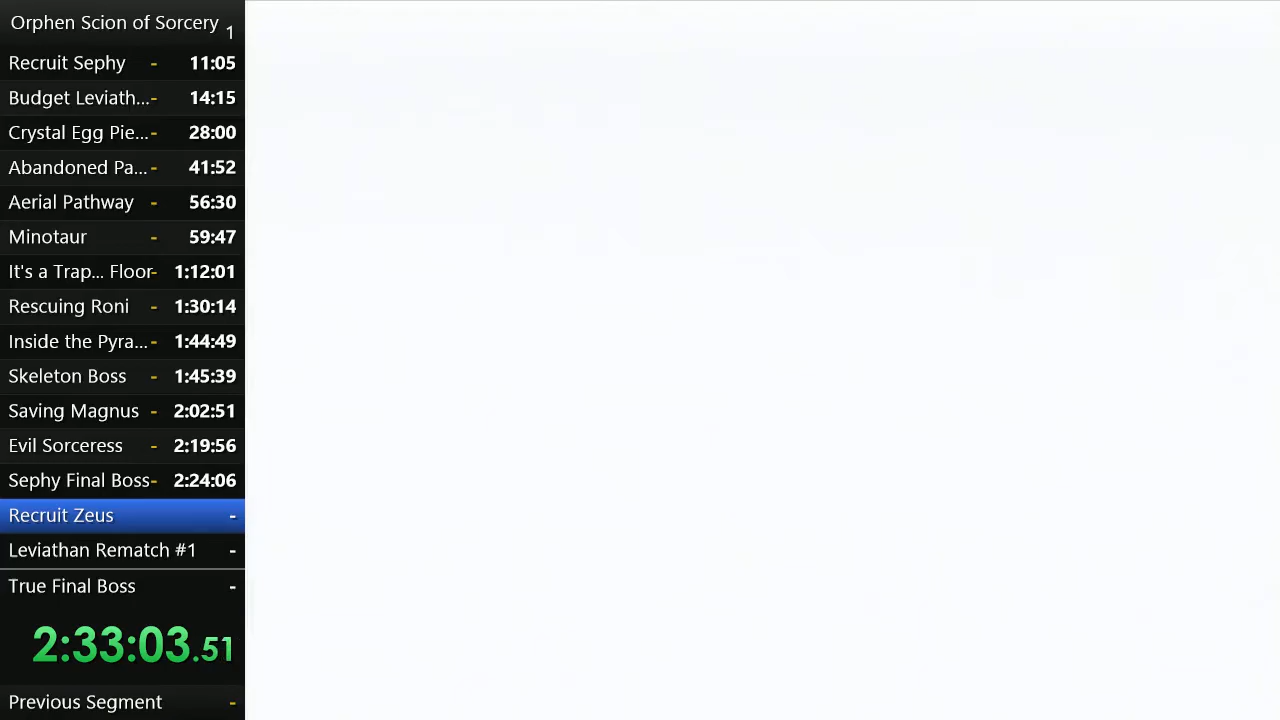 Orphen Scion of Sorcery 1
Recruit Sephy - 11:05
Budget Leviath... - 14:15
Crystal Egg Pie... - 28:00
Abandoned Pa... - 41:52
Aerial Pathway - 56:30
Minotaur - 59:47
It's a Trap... Floor - 1:12:01
Rescuing Roni - 1:30:14
Inside the Pyra... - 1:44:49
Skeleton Boss - 1:45:39
Saving Magnus - 2:02:51
Evil Sorceress - 2:19:56
Sephy Final Boss - 2:24:06
Recruit Zeus -
Leviathan Rematch #1 -
True Final Boss -
2:33:03.51
Previous Segment -